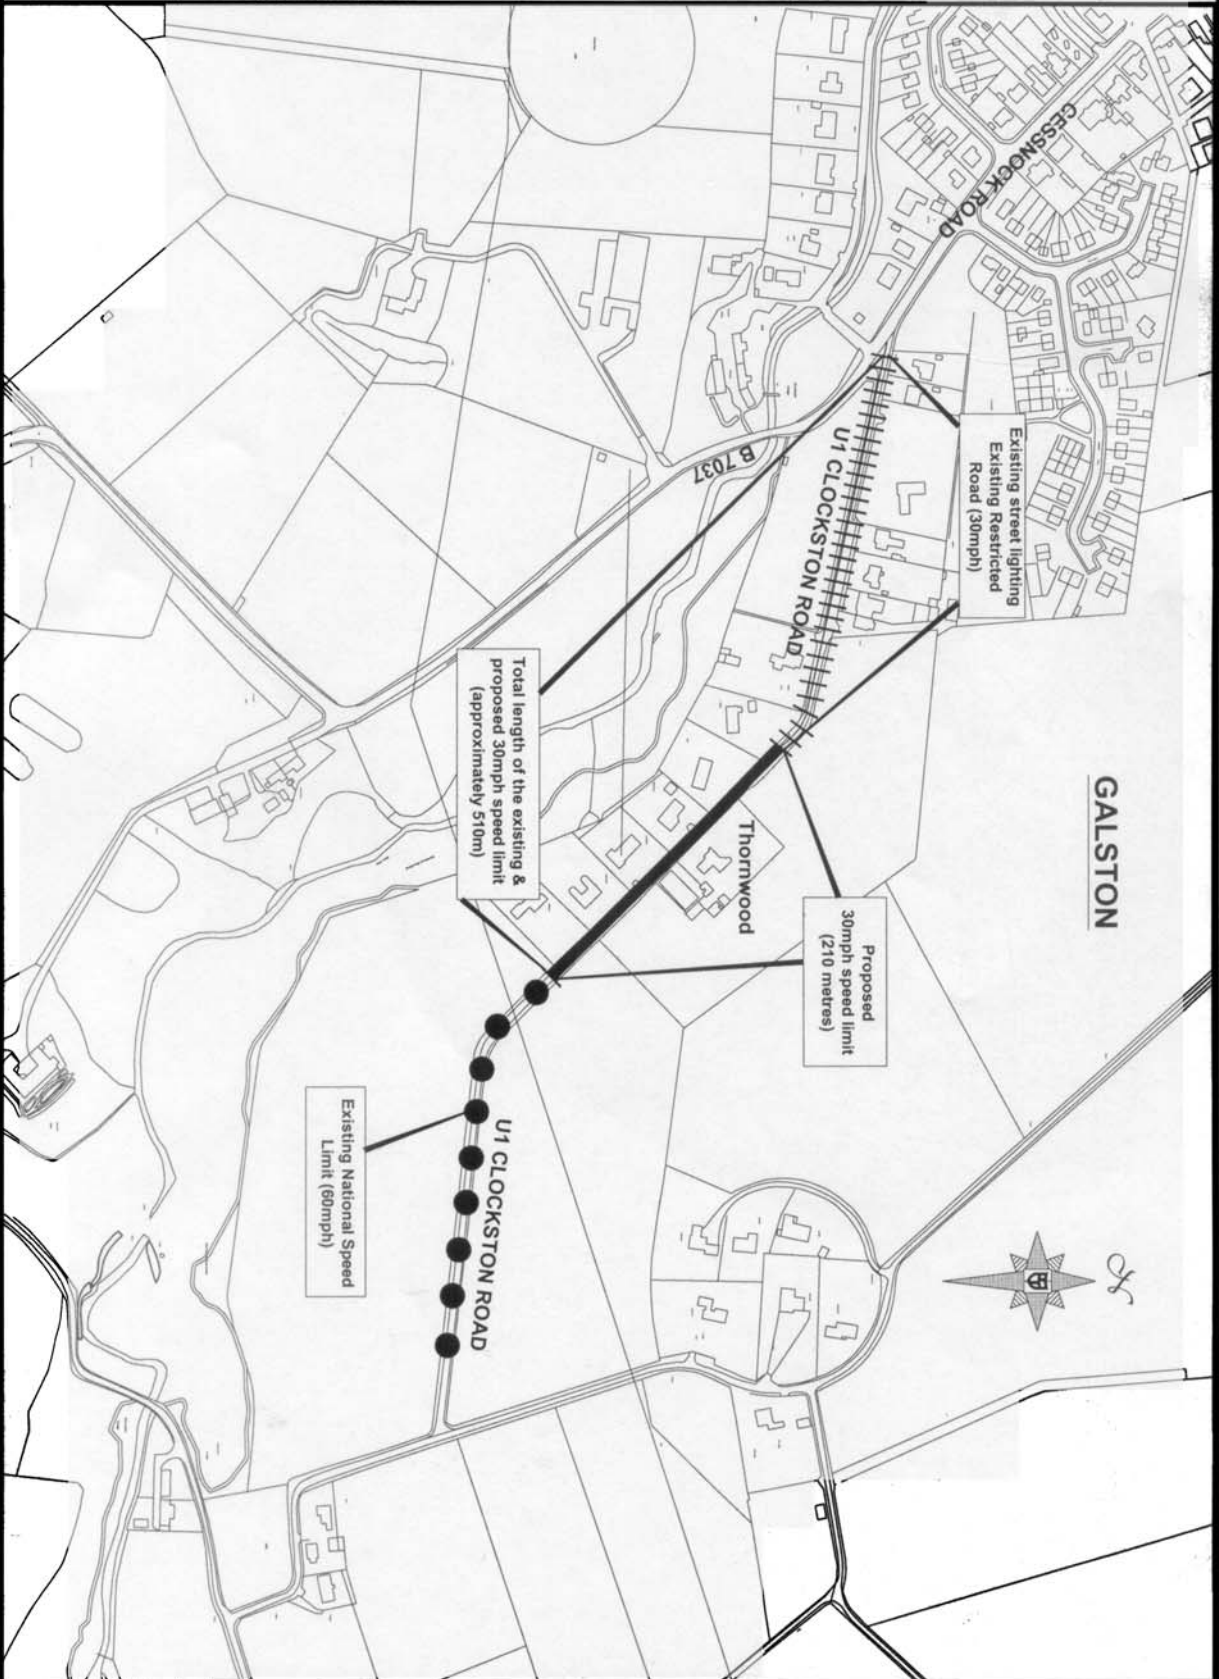 GALSTON
CESSNOCK ROAD
Existing street lighting
Existing Restricted
Road (30mph)
U1 CLOCKSTON ROAD
B 7037
Proposed
30mph speed limit
(210 metres)
Thornwood
Total length of the existing &
proposed 30mph speed limit
(approximately 510m)
U1 CLOCKSTON ROAD
Existing National Speed
Limit (60mph)